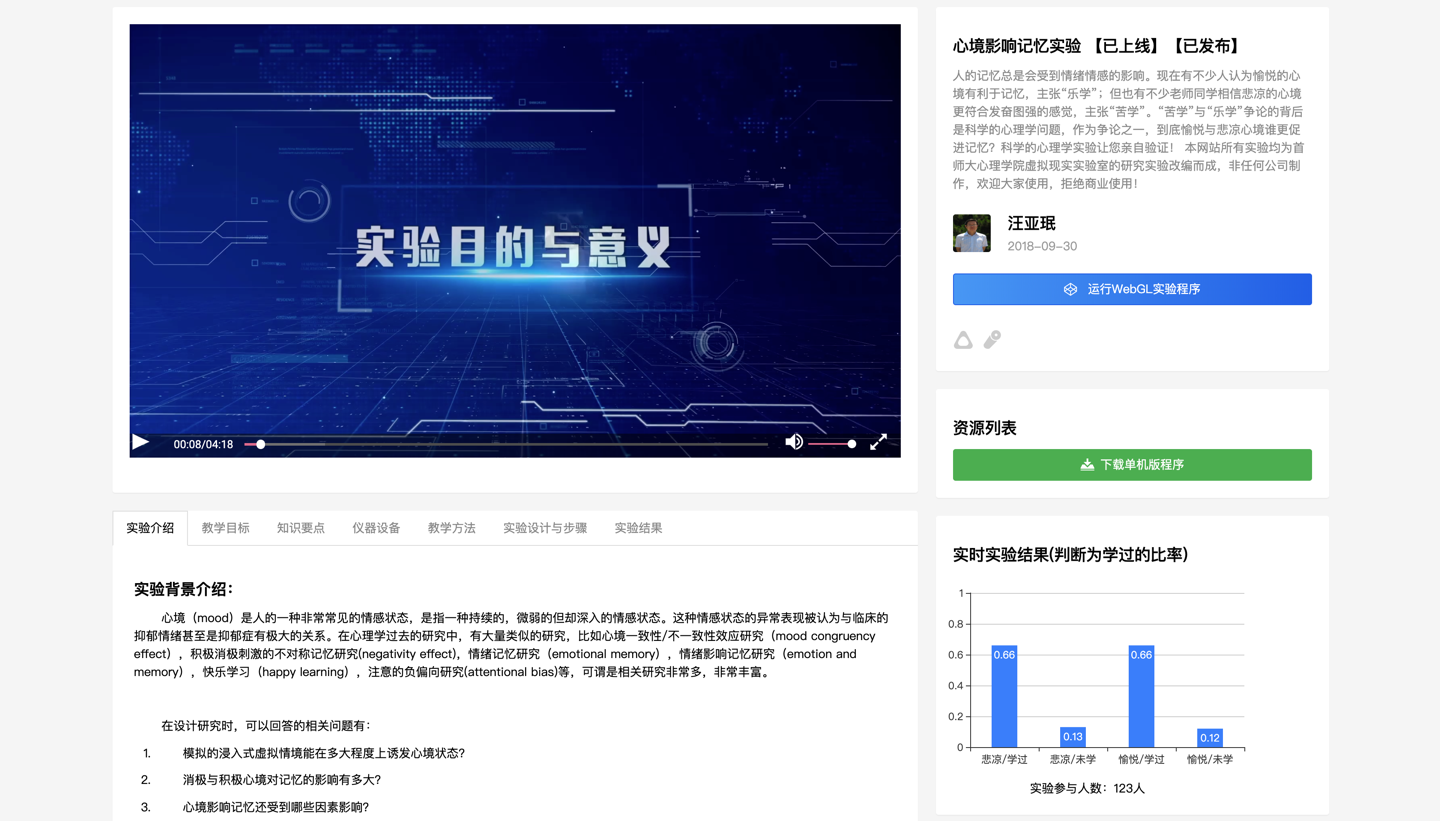 实验目的与意义
00:08/04:18
实验介绍
教学目标
知识要点
仪器设备
教学方法
实验设计与步骤
实验结果
实验背景介绍：
心境（mood）是人的一种非常常见的情感状态，是指一种持续的，微弱的但却深入的情感状态。这种情感状态的异常表现被认为与临床的
抑郁情绪甚至是抑郁症有极大的关系。在心理学过去的研究中，有大量类似的研究，比如心境一致性/不一致性效应研究（mood congruency
effect），积极消极刺激的不对称记忆研究(negativity effect)，情绪记忆研究（emotional memory），情绪影响记忆研究（emotion and
memory），快乐学习（happy learning），注意的负偏向研究(attentional bias)等，可谓是相关研究非常多，非常丰富。
在设计研究时，可以回答的相关问题有：
1. 模拟的浸入式虚拟情境能在多大程度上诱发心境状态？
2. 消极与积极心境对记忆的影响有多大？
3. 心境影响记忆还受到哪些因素影响？
心境影响记忆实验 【已上线】【已发布】
人的记忆总是会受到情绪情感的影响。现在有不少人认为愉悦的心
境有利于记忆，主张“乐学”；但也有不少老师同学相信悲凉的心境
更符合发奋图强的感觉，主张“苦学”。“苦学”与“乐学”争论的背后
是科学的心理学问题，作为争论之一，到底愉悦与悲凉心境谁更促
进记忆？科学的心理学实验让您亲自验证！ 本网站所有实验均为首
师大心理学院虚拟现实实验室的研究实验改编而成，非任何公司制
作，欢迎大家使用，拒绝商业使用！
汪亚珉
2018-09-30
运行WebGL实验程序
资源列表
下载单机版程序
实时实验结果(判断为学过的比率)
1
0.8
0.6
0.4
0.2
0
0.66
0.13
0.66
0.12
悲凉/学过
悲凉/未学
愉悦/学过
愉悦/未学
实验参与人数：123人